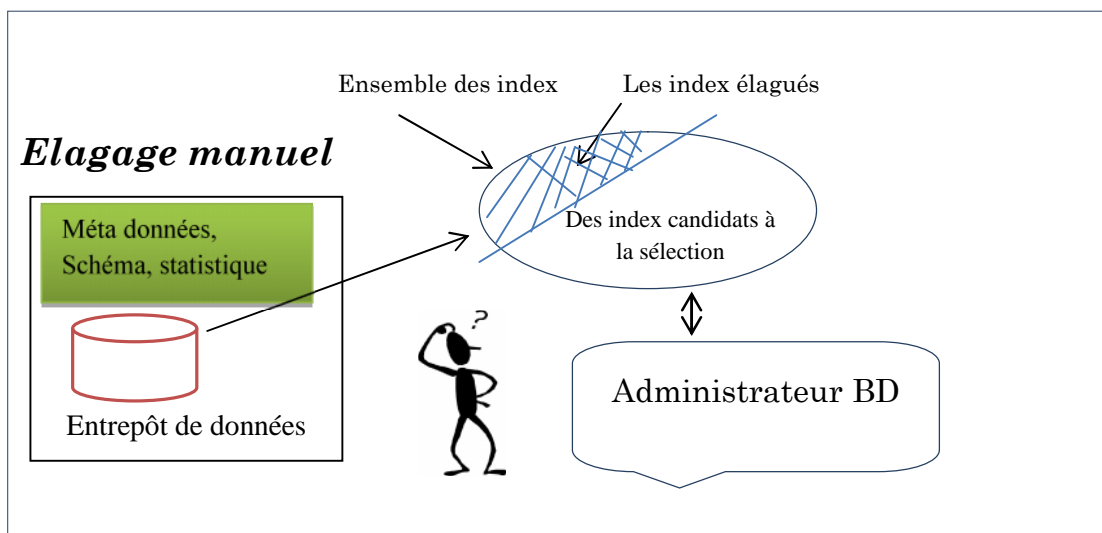 Ensemble des index
Les index élagués
Elagage manuel
Méta données,
Schéma, statistique
Des index candidats à
la sélection
?
Entrepôt de données
Administrateur BD